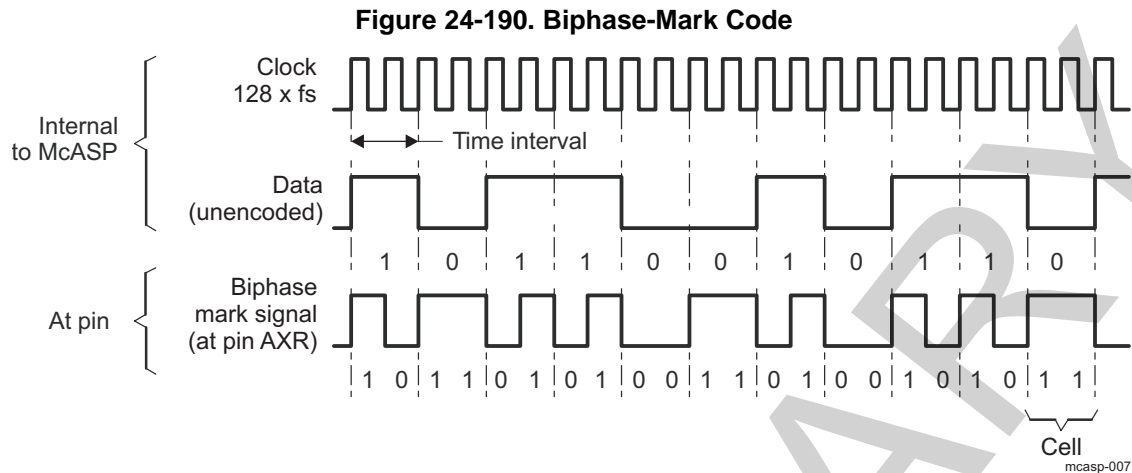 Figure 24-190. Biphase-Mark Code
Clock
128 x fs
Internal
to McASP
Time interval
Data
(unencoded)
1 0 1 1 0 0 1 0 1 1 0
At pin
Biphase
mark signal
(at pin AXR)
1 0 1 1 0 1 0 1 0 0 1 1 0 1 0 0 1 0 1 0 1 1
Cell
mcasp-007
ARY